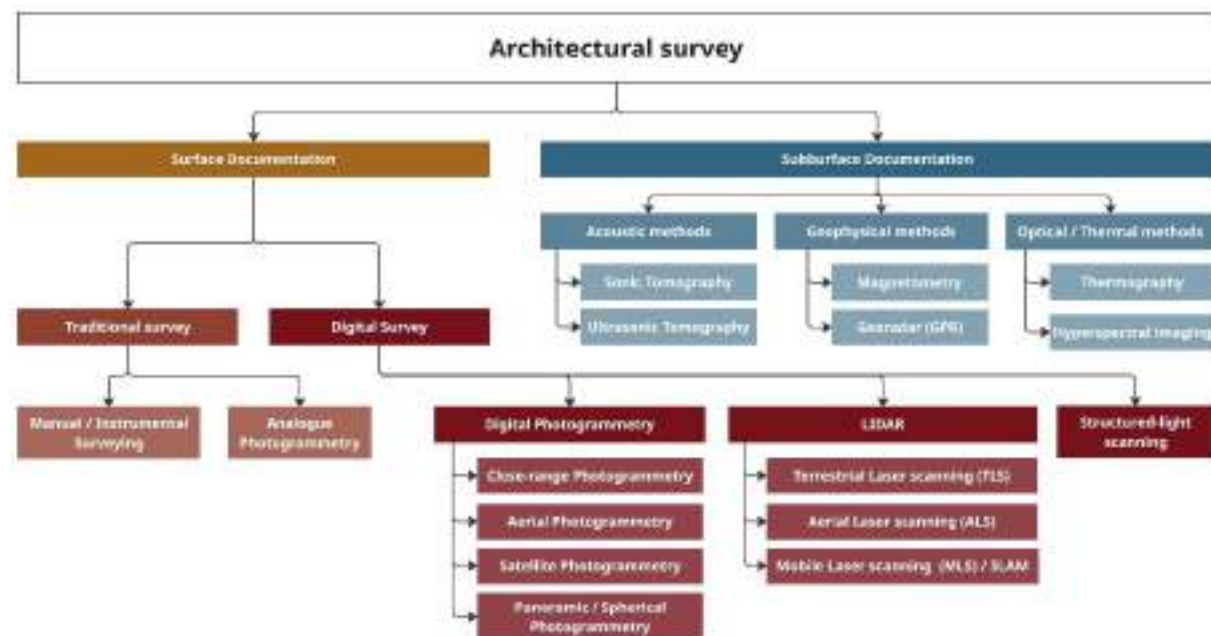 Architectural survey
Surface Documentation
Subburface Documentation
Acoustic methods
Geophysical methods
Optical / Thermal methods
Sonic Tomography
Magnetometry
Thermography
Ultrasonic Tomography
Georadar (GPR)
Hyperspectral Imaging
Traditional survey
Digital Survey
Manual / Instrumental
Surveying
Analogue
Photogrammetry
Digital Photogrammetry
LIDAR
Structured-light
scanning
Close-range Photogrammetry
Terrestrial Laser scanning (TLS)
Aerial Photogrammetry
Aerial Laser scanning (ALS)
Satellite Photogrammetry
Mobile Laser scanning (MLS) / SLAM
Panoramic / Spherical
Photogrammetry